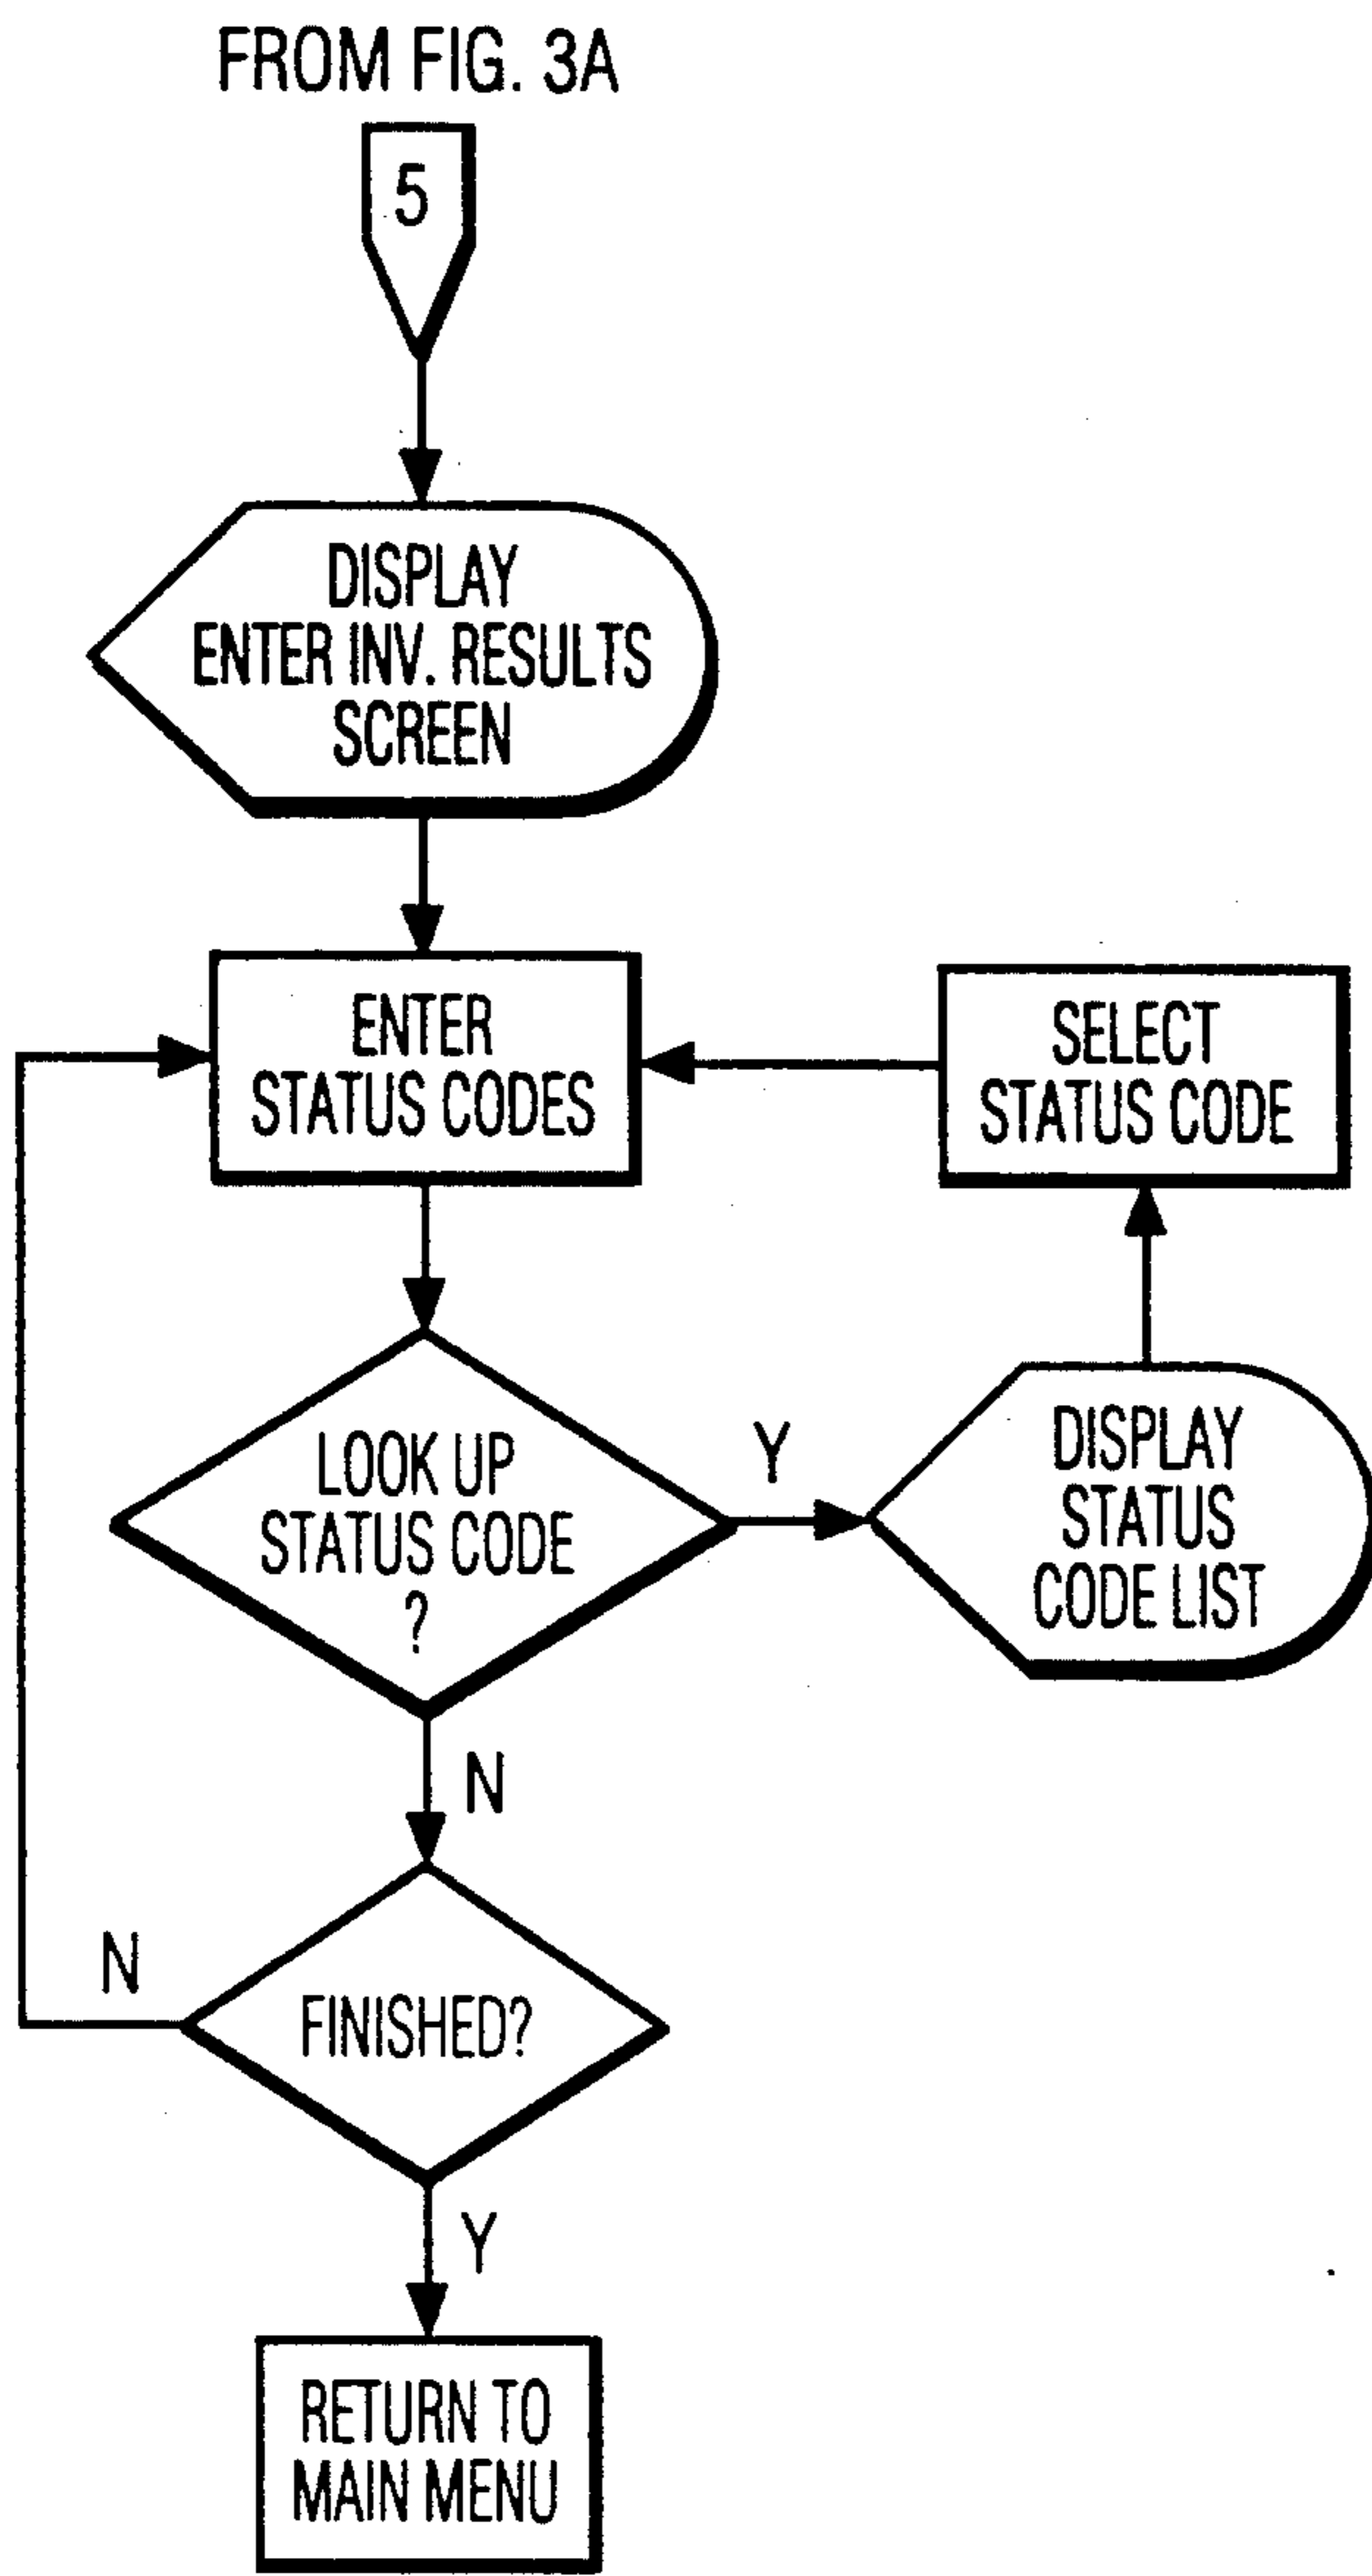 FROM FIG. 3A
5
DISPLAY
ENTER INV. RESULTS
SCREEN
ENTER
STATUS CODES
SELECT
STATUS CODE
LOOK UP
STATUS CODE
?
Y
DISPLAY
STATUS
CODE LIST
N
FINISHED?
N
Y
RETURN TO
MAIN MENU